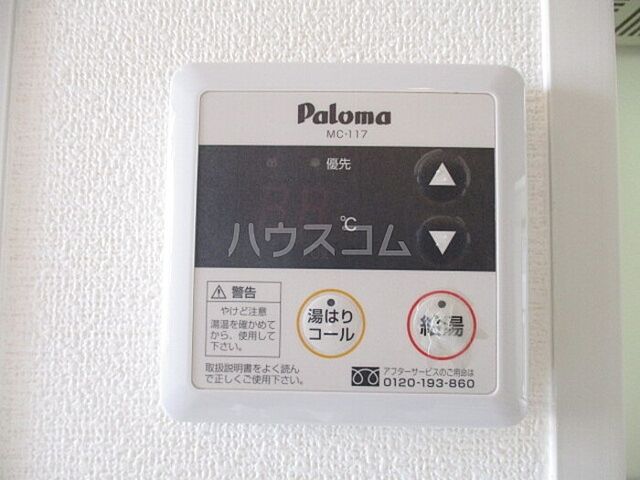 Paloma
MC-117
優先
℃
ハウスコム
警告
やけど注意
湯温を確かめて
から、使用して
下さい。
湯はり
コール
給湯
取扱説明書をよく読ん
で正しくご使用下さい。
アフターサービスのご用命は
0120-193-860